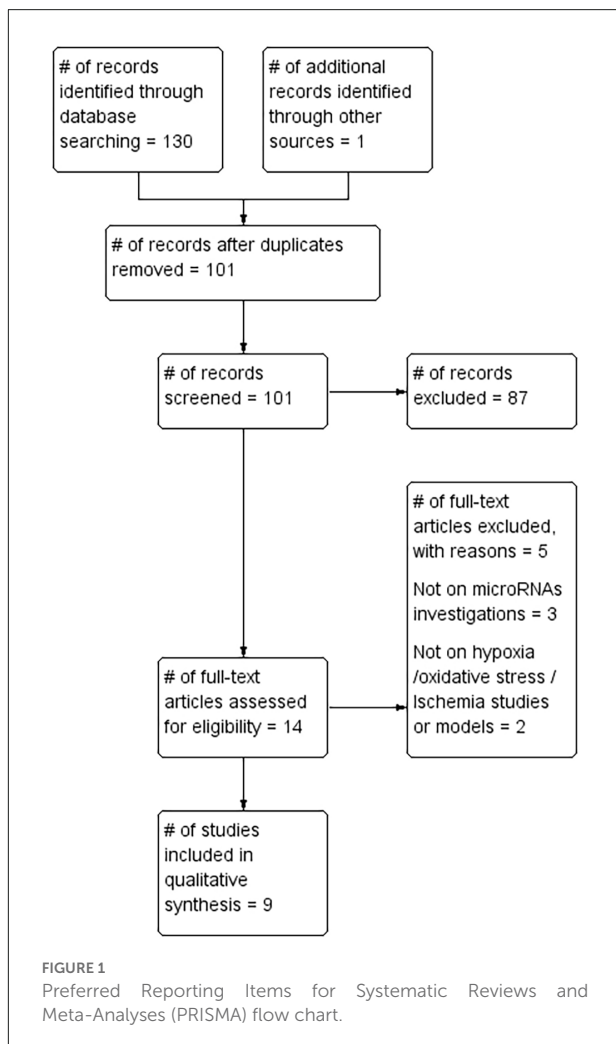 # of records
identified through
database
searching = 130
# of additional
records identified
through other
sources = 1
# of records after duplicates
removed = 101
# of records
screened = 101
# of records
excluded = 87
# of full-text
articles excluded,
with reasons = 5
Not on microRNAs
investigations = 3
Not on hypoxia
/oxidative stress /
Ischemia studies
or models = 2
# of full-text
articles assessed
for eligibility = 14
# of studies
included in
qualitative
synthesis = 9
FIGURE 1
Preferred Reporting Items for Systematic Reviews and
Meta-Analyses (PRISMA) flow chart.